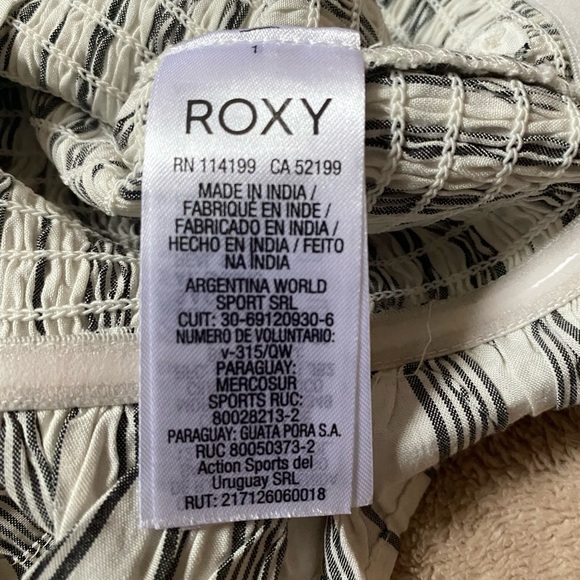 1
ROXY
RN 114199 CA 52199
MADE IN INDIA /
FABRIQUÉ EN INDE /
FABRICADO EN INDIA /
HECHO EN INDIA / FEITO
NA ÍNDIA
ARGENTINA WORLD
SPORT SRL
CUIT: 30-69120930-6
NUMERO DE VOLUNTARIO:
v-315/QW
PARAGUAY:
MERCOSUR
SPORTS RUC:
80028213-2
PARAGUAY: GUATA PORA S.A.
RUC 80050373-2
Action Sports del
Uruguay SRL
RUT: 217126060018